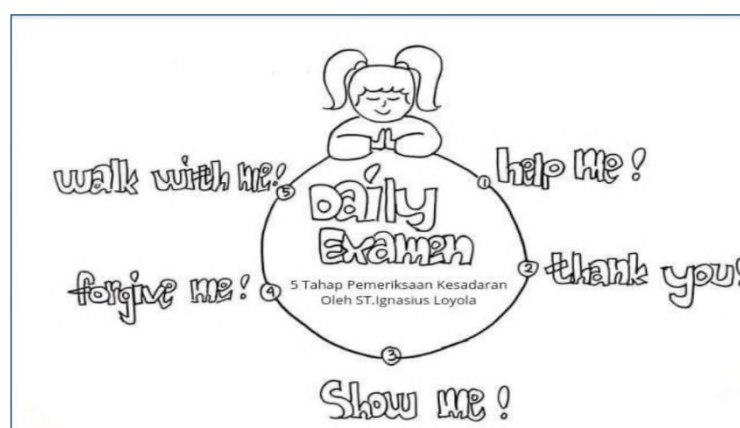 Daily
Examen
5 Tahap Pemeriksaan Kesadaran
Oleh ST.Ignasius Loyola
1 help me!
2 thank you!
3
Show me!
4 forgive me!
5 walk with me!